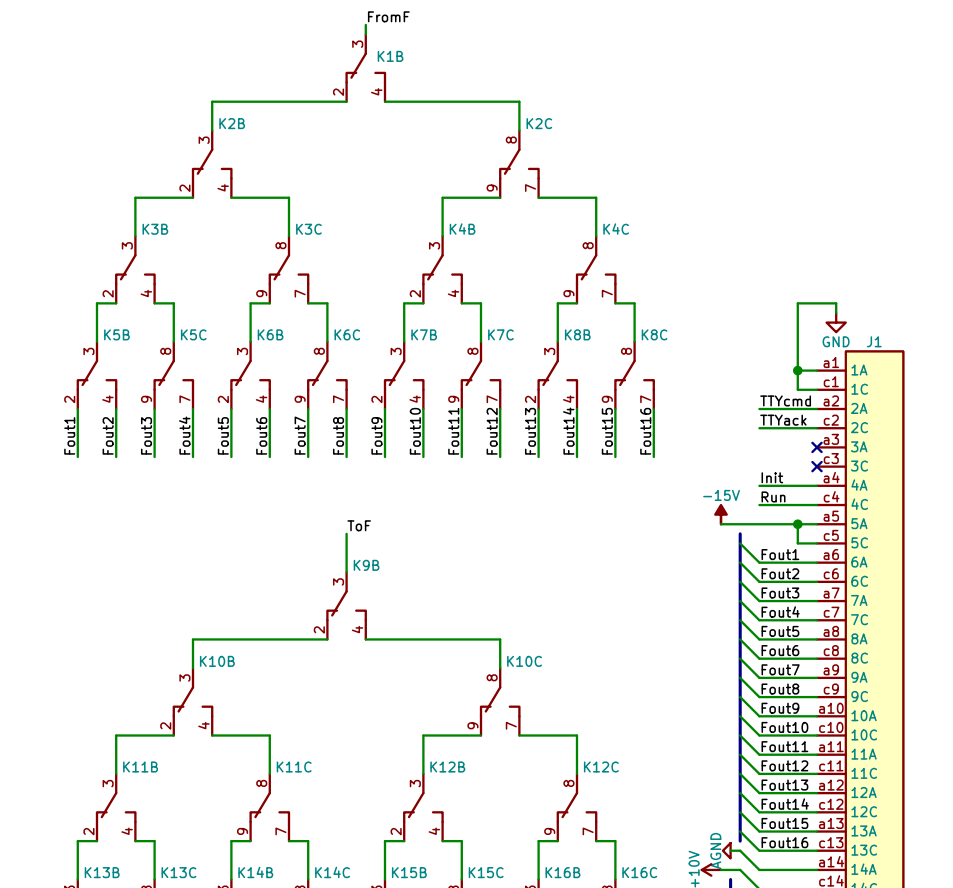 FromF
3
K1B
2 4
K2B K2C
3 8
2 4 9 7
K3B K3C K4B K4C
3 8 3 8
2 4 9 7 2 4 9 7
K5B K5C K6B K6C K7B K7C K8B K8C
3 8 3 8 3 8 3 8
2 4 9 7 2 4 9 7 2 4 9 7 2 4 9 7
Fout1 Fout2 Fout3 Fout4 Fout5 Fout6 Fout7 Fout8 Fout9 Fout10 Fout11 Fout12 Fout13 Fout14 Fout15 Fout16
ToF
K9B
3
2 4
K10B K10C
3 8
2 4 9 7
K11B K11C K12B K12C
3 8 3 8
2 4 9 7 2 4 9 7
K13B K13C K14B K14C K15B K15C K16B K16C
GND J1
a1 1A
c1 1C
TTYcmd a2 2A
TTYack c2 2C
a3 3A
c3 3C
Init a4 4A
Run c4 4C
-15V
a5 5A
c5 5C
Fout1 a6 6A
Fout2 c6 6C
Fout3 a7 7A
Fout4 c7 7C
Fout5 a8 8A
Fout6 c8 8C
Fout7 a9 9A
Fout8 c9 9C
Fout9 a10 10A
Fout10 c10 10C
Fout11 a11 11A
Fout12 c11 11C
Fout13 a12 12A
Fout14 c12 12C
Fout15 a13 13A
Fout16 c13 13C
AGND a14 14A
+10V c14